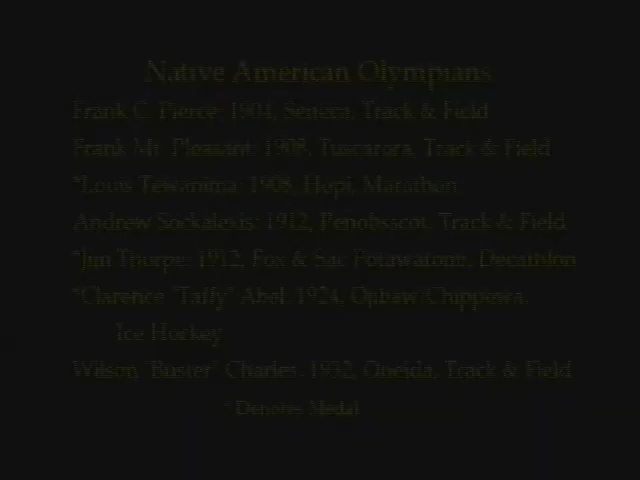 Native American Olympians
Frank C. Pierce: 1904, Seneca, Track & Field
Frank Mt. Pleasant: 1908, Tuscarora, Track & Field
*Louis Tewanima: 1908, Hopi, Marathon
Andrew Sockalexis: 1912, Penobsscot, Track & Field
*Jim Thorpe: 1912, Fox & Sac Potawatomi, Decathlon
*Clarence "Taffy" Abel: 1924, Ojibaw/Chippewa,
Ice Hockey
Wilson "Buster" Charles: 1932, Oneida, Track & Field
* Denotes Medal